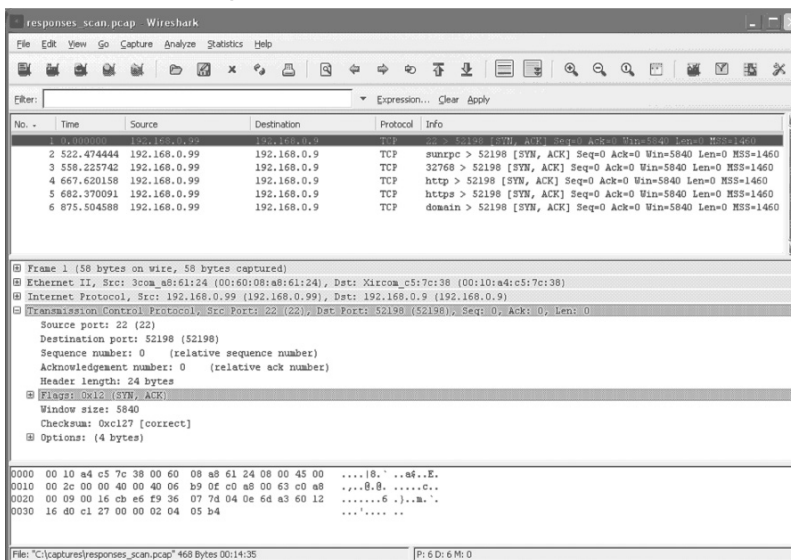 responses_scan.pcap - Wireshark
File Edit View Go Capture Analyze Statistics Help
Filter: Expression... Clear Apply
No. - Time Source Destination Protocol Info
1 0.000000 192.168.0.99 192.168.0.9 TCP 22 > 52198 [SYN, ACK] Seq=0 Ack=0 Win=5840 Len=0 MSS=1460
2 522.474444 192.168.0.99 192.168.0.9 TCP sunrpc > 52198 [SYN, ACK] Seq=0 Ack=0 Win=5840 Len=0 MSS=1460
3 558.225742 192.168.0.99 192.168.0.9 TCP 32768 > 52198 [SYN, ACK] Seq=0 Ack=0 Win=5840 Len=0 MSS=1460
4 667.620158 192.168.0.99 192.168.0.9 TCP http > 52198 [SYN, ACK] Seq=0 Ack=0 Win=5840 Len=0 MSS=1460
5 682.370091 192.168.0.99 192.168.0.9 TCP https > 52198 [SYN, ACK] Seq=0 Ack=0 Win=5840 Len=0 MSS=1460
6 875.504588 192.168.0.99 192.168.0.9 TCP domain > 52198 [SYN, ACK] Seq=0 Ack=0 Win=5840 Len=0 MSS=1460
Frame 1 (58 bytes on wire, 58 bytes captured)
Ethernet II, Src: 3com_a8:61:24 (00:60:08:a8:61:24), Dst: Xircom_c5:7c:38 (00:10:a4:c5:7c:38)
Internet Protocol, Src: 192.168.0.99 (192.168.0.99), Dst: 192.168.0.9 (192.168.0.9)
Transmission Control Protocol, Src Port: 22 (22), Dst Port: 52198 (52198), Seq: 0, Ack: 0, Len: 0
Source port: 22 (22)
Destination port: 52198 (52198)
Sequence number: 0 (relative sequence number)
Acknowledgement number: 0 (relative ack number)
Header length: 24 bytes
Flags: 0x12 (SYN, ACK)
Window size: 5840
Checksum: 0xc127 [correct]
Options: (4 bytes)
0000 00 10 a4 c5 7c 38 00 60 08 a8 61 24 08 00 45 00 ....|8.` ..a$..E.
0010 00 2c 00 00 40 00 40 06 b9 0f c0 a8 00 63 c0 a8 .,..@.@. .....c..
0020 00 09 00 16 cb e6 f9 36 07 7d 04 0e 6d a3 60 12 .......6 .}..m.`.
0030 16 d0 c1 27 00 00 02 04 05 b4 ...'.... ..
File: "C:\captures\responses_scan.pcap" 468 Bytes 00:14:35 P: 6 D: 6 M: 0